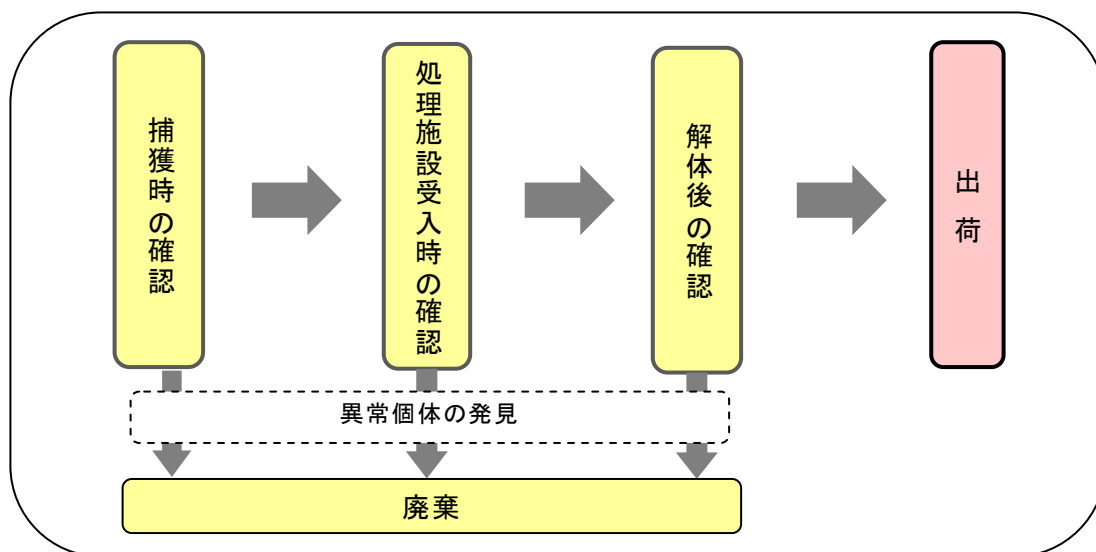 捕獲時の確認
処理施設受入時の確認
解体後の確認
出荷
異常個体の発見
廃棄